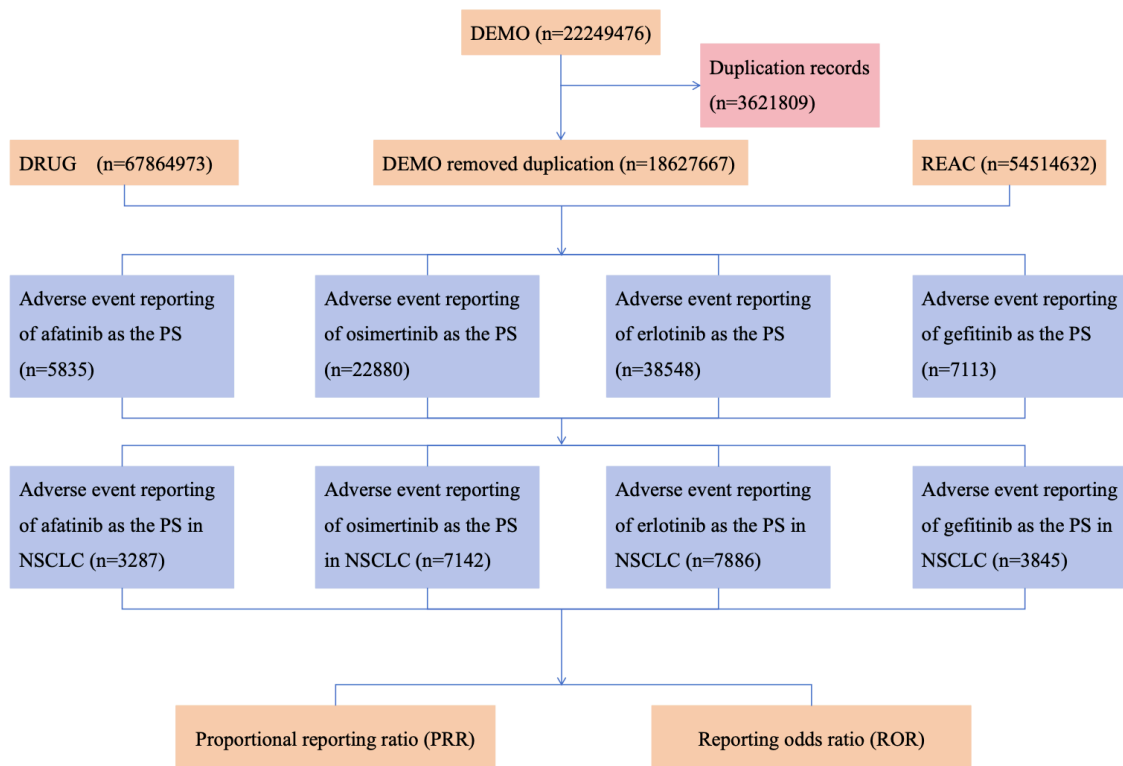 DEMO (n=22249476)
Duplication records
(n=3621809)
DRUG (n=67864973)
DEMO removed duplication (n=18627667)
REAC (n=54514632)
Adverse event reporting
of afatinib as the PS
(n=5835)
Adverse event reporting
of osimertinib as the PS
(n=22880)
Adverse event reporting
of erlotinib as the PS
(n=38548)
Adverse event reporting
of gefitinib as the PS
(n=7113)
Adverse event reporting
of afatinib as the PS in
NSCLC (n=3287)
Adverse event reporting
of osimertinib as the PS
in NSCLC (n=7142)
Adverse event reporting
of erlotinib as the PS in
NSCLC (n=7886)
Adverse event reporting
of gefitinib as the PS in
NSCLC (n=3845)
Proportional reporting ratio (PRR)
Reporting odds ratio (ROR)